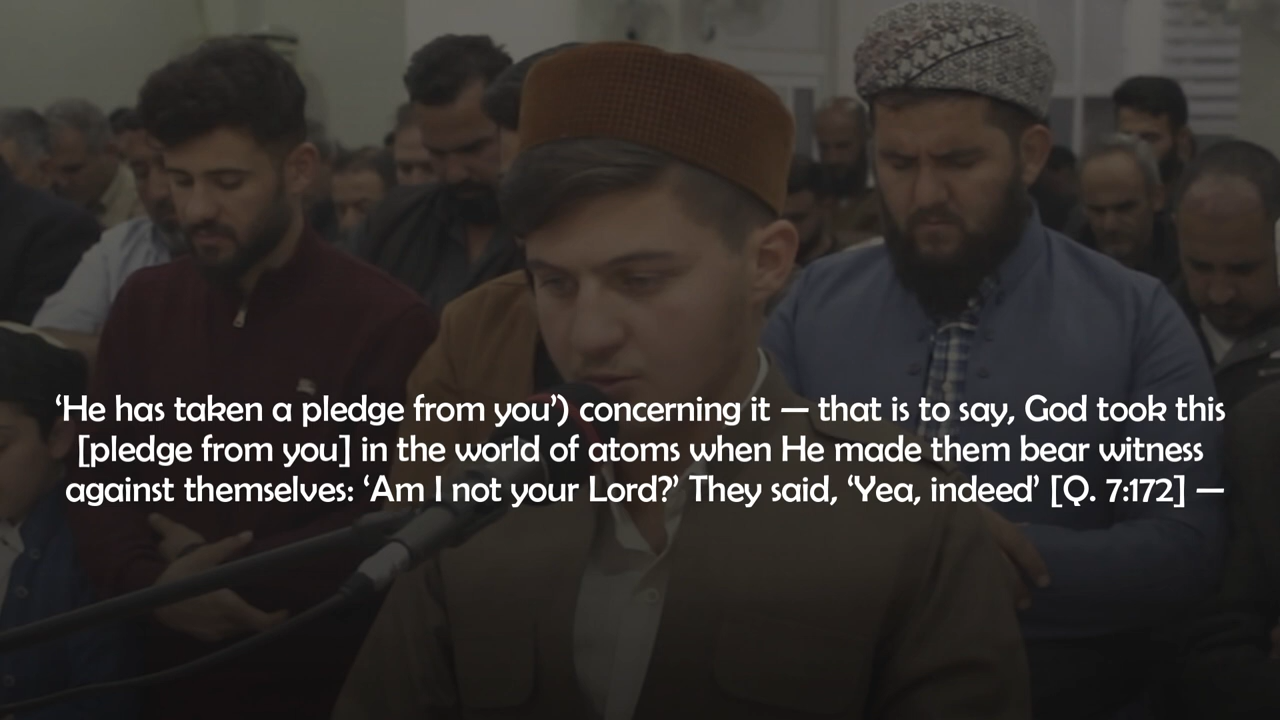 ‘He has taken a pledge from you’) concerning it — that is to say, God took this
[pledge from you] in the world of atoms when He made them bear witness
against themselves: ‘Am I not your Lord?’ They said, ‘Yea, indeed’ [Q. 7:172] —